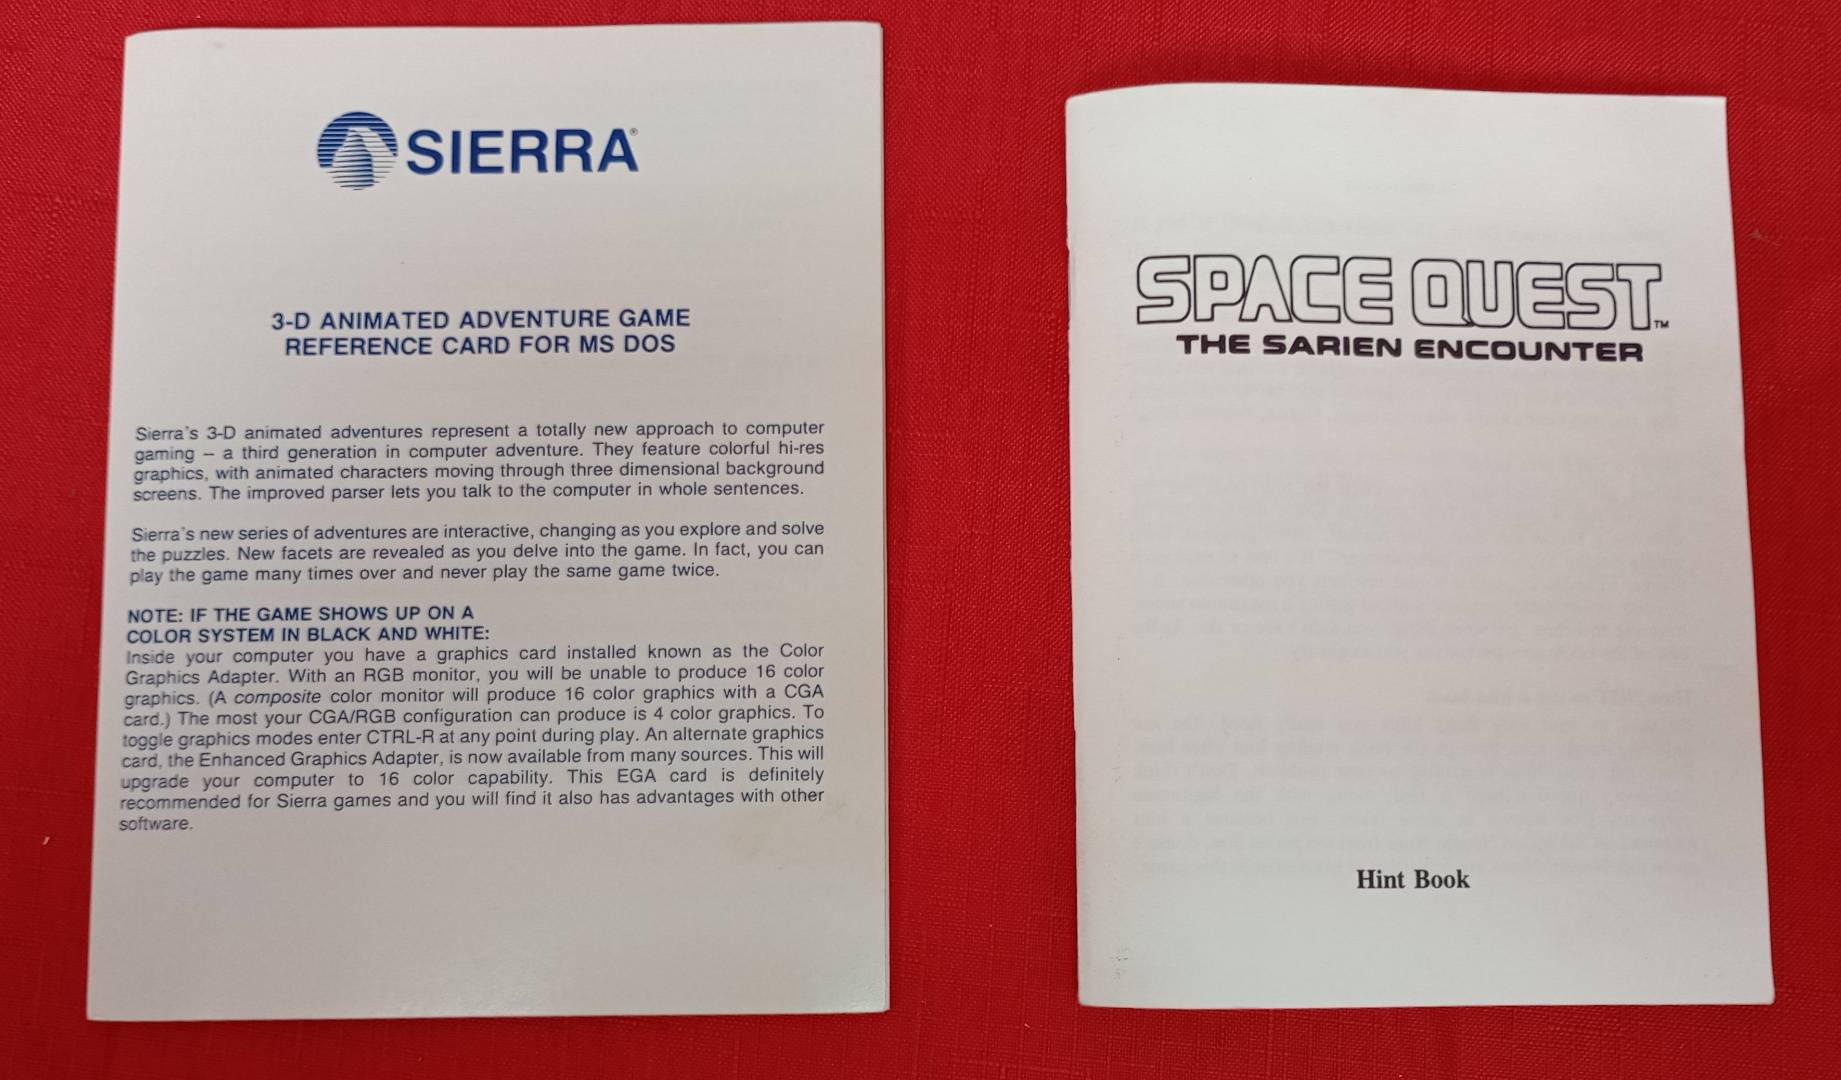 SIERRA®
3-D ANIMATED ADVENTURE GAME
REFERENCE CARD FOR MS DOS
Sierra's 3-D animated adventures represent a totally new approach to computer
gaming – a third generation in computer adventure. They feature colorful hi-res
graphics, with animated characters moving through three dimensional background
screens. The improved parser lets you talk to the computer in whole sentences.
Sierra's new series of adventures are interactive, changing as you explore and solve
the puzzles. New facets are revealed as you delve into the game. In fact, you can
play the game many times over and never play the same game twice.
NOTE: IF THE GAME SHOWS UP ON A
COLOR SYSTEM IN BLACK AND WHITE:
Inside your computer you have a graphics card installed known as the Color
Graphics Adapter. With an RGB monitor, you will be unable to produce 16 color
graphics. (A composite color monitor will produce 16 color graphics with a CGA
card.) The most your CGA/RGB configuration can produce is 4 color graphics. To
toggle graphics modes enter CTRL-R at any point during play. An alternate graphics
card, the Enhanced Graphics Adapter, is now available from many sources. This will
upgrade your computer to 16 color capability. This EGA card is definitely
recommended for Sierra games and you will find it also has advantages with other
software.
SPACE QUEST™
THE SARIEN ENCOUNTER
Hint Book